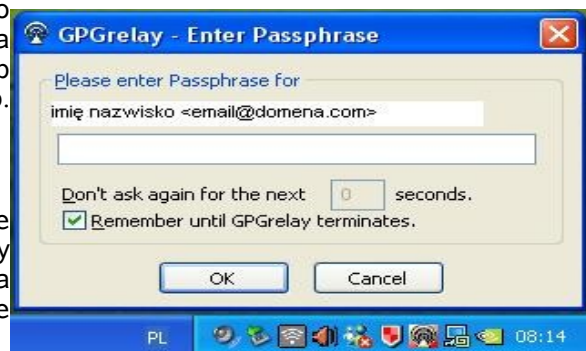 o
a
o
o.
e
y
a
e
GPGrelay - Enter Passphrase
Please enter Passphrase for
imię nazwisko <email@domena.com>
Don't ask again for the next 0 seconds.
Remember until GPGrelay terminates.
OK Cancel
PL 08:14